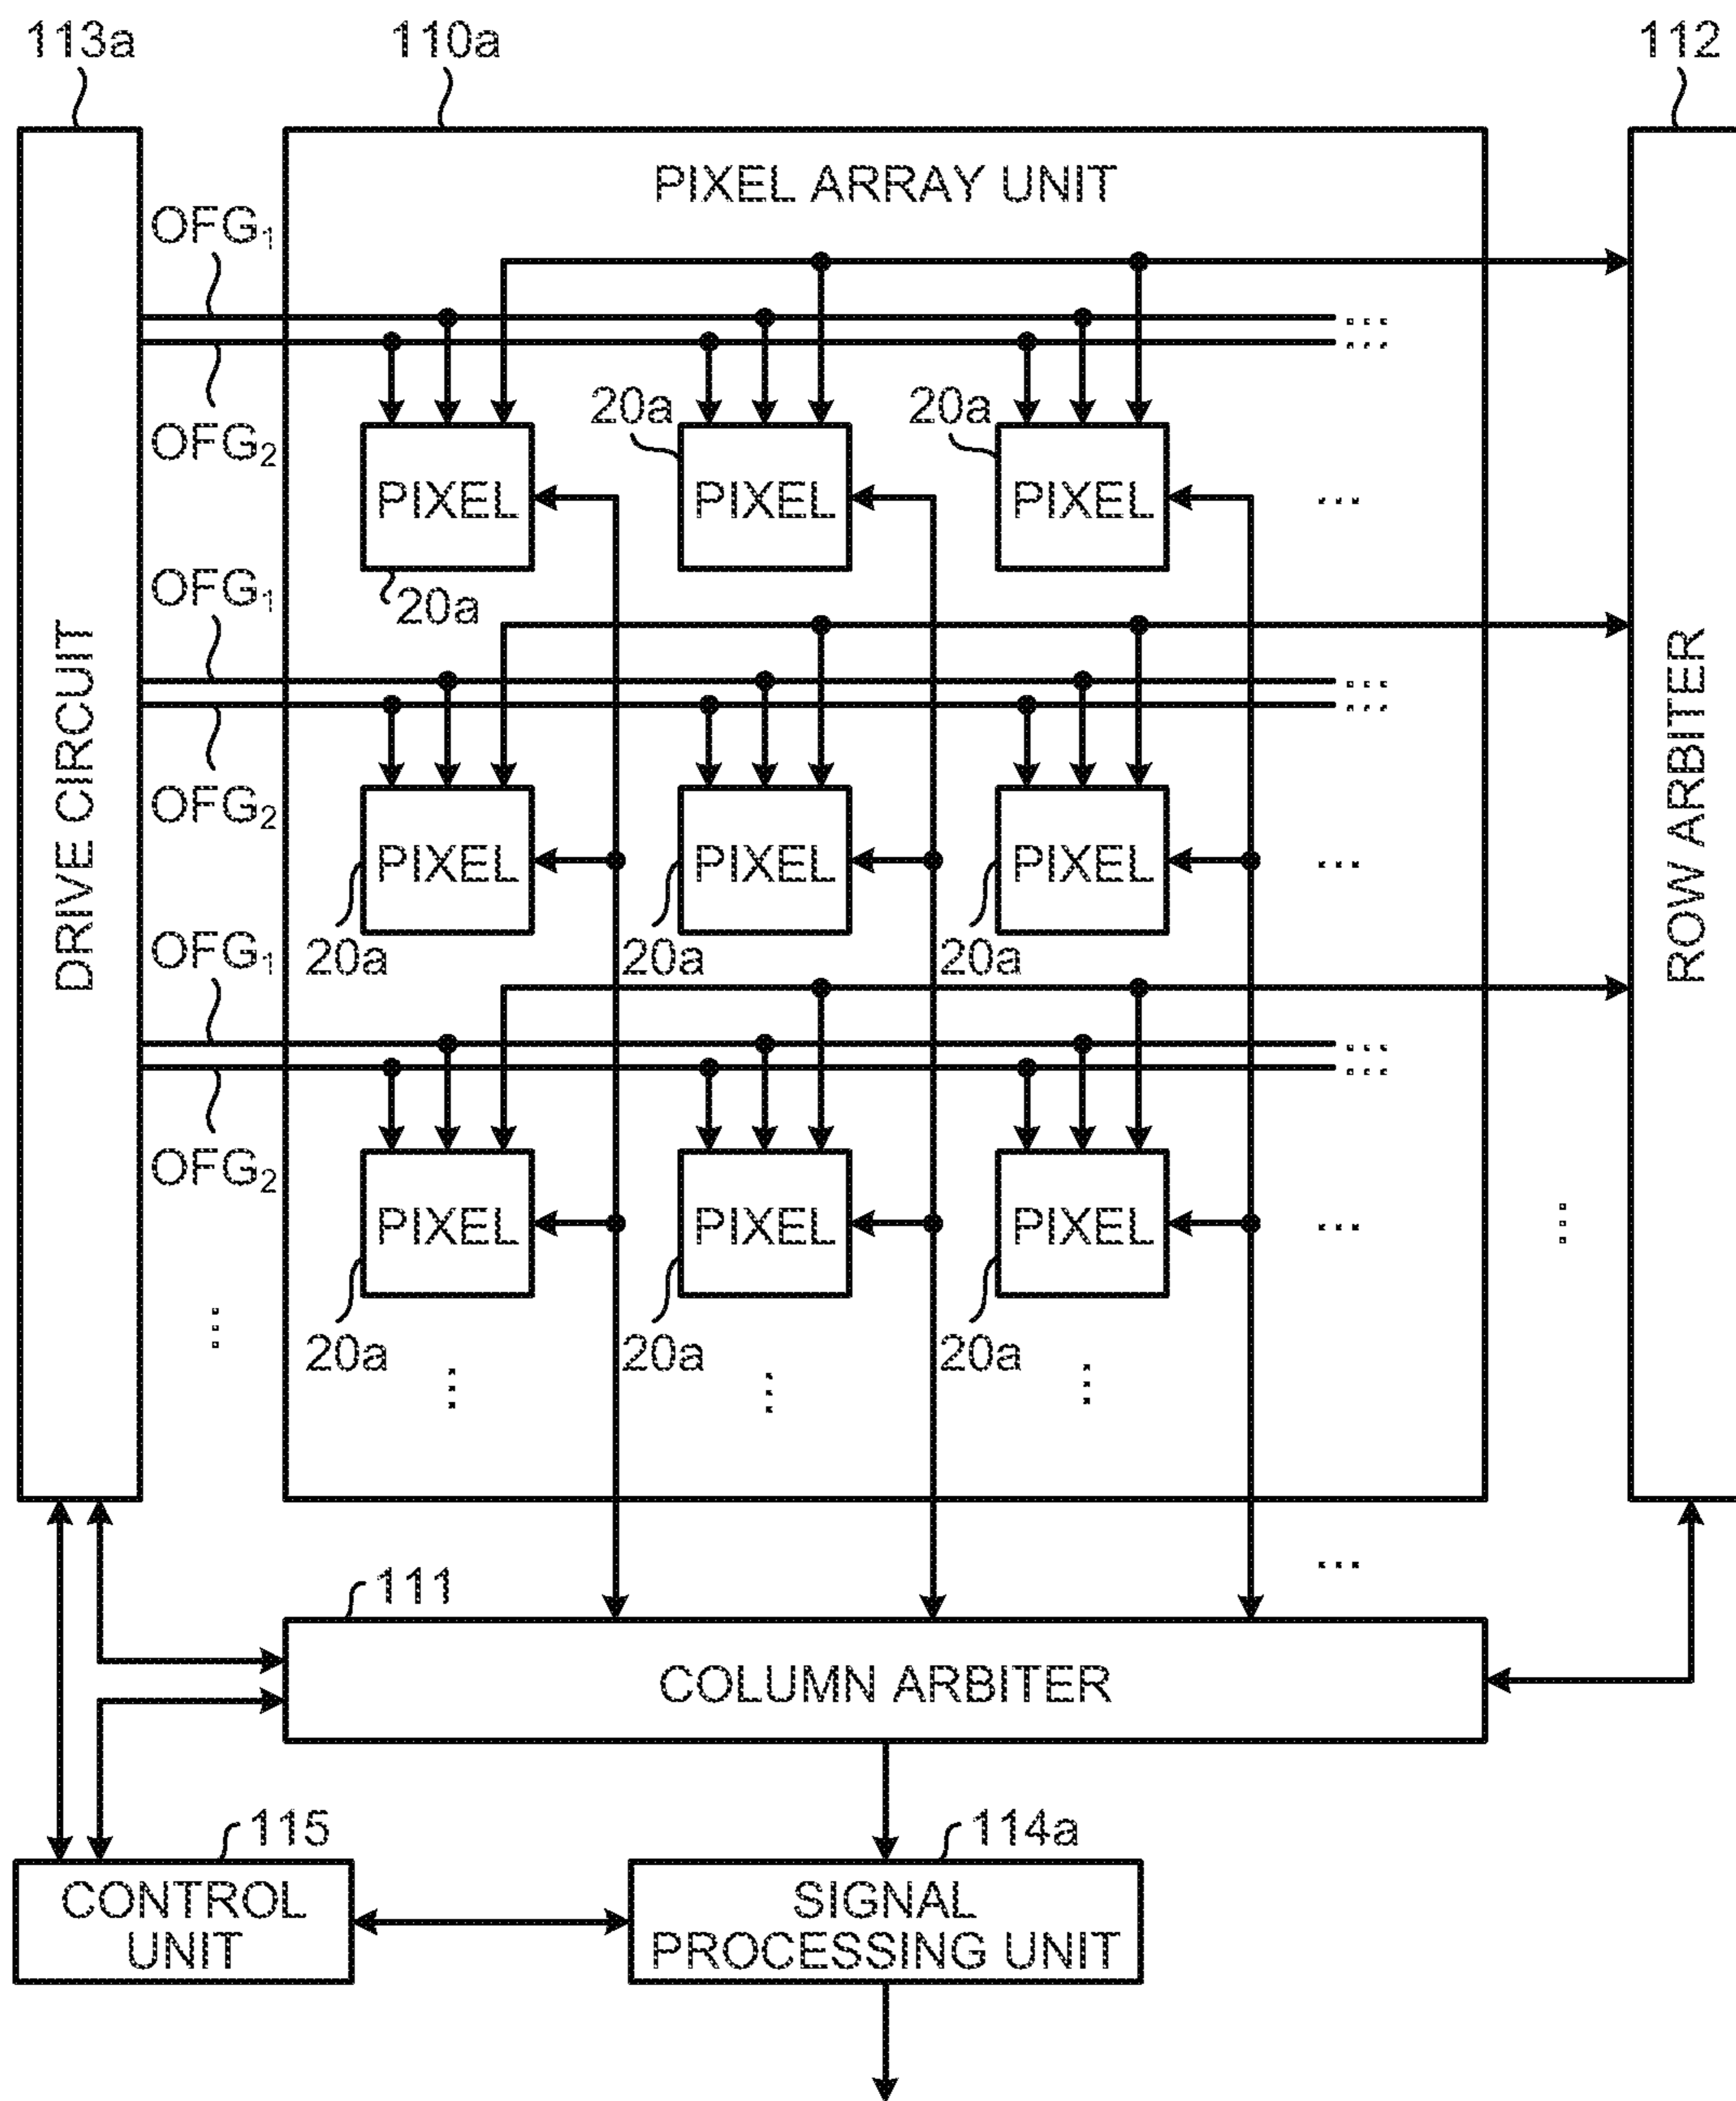 113a
110a
112
PIXEL ARRAY UNIT
OFG₁
OFG₂
20a
20a
PIXEL
PIXEL
PIXEL
...
20a
OFG₁
OFG₂
PIXEL
PIXEL
PIXEL
...
20a
20a
20a
OFG₁
OFG₂
PIXEL
PIXEL
PIXEL
...
20a
20a
20a
DRIVE CIRCUIT
ROW ARBITER
...
111
COLUMN ARBITER
115
CONTROL
UNIT
114a
SIGNAL
PROCESSING UNIT